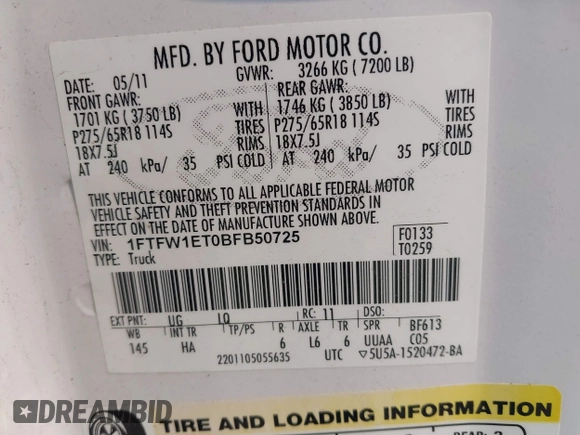 MFD. BY FORD MOTOR CO.
DATE: 05/11 GVWR: 3266 KG ( 7200 LB)
FRONT GAWR: REAR GAWR:
1701 KG ( 3750 LB) WITH 1746 KG ( 3850 LB) WITH
P275/65R18 114S TIRES P275/65R18 114S TIRES
18X7.5J RIMS 18X7.5J RIMS
AT 240 kPa/ 35 PSI COLD AT 240 kPa/ 35 PSI COLD
THIS VEHICLE CONFORMS TO ALL APPLICABLE FEDERAL MOTOR
VEHICLE SAFETY AND THEFT PREVENTION STANDARDS IN
EFFECT ON THE DATE OF MANUFACTURE SHOWN ABOVE.
VIN: 1FTFW1ET0BFB50725 F0133
TYPE: Truck T0259
EXT PNT: UG LQ RC: 11 DSO:
WB INT TR TP/PS R AXLE TR SPR BF613
145 HA 6 L6 6 UUAA C05
2201105055635 UTC ▽5U5A-1520472-BA
TIRE AND LOADING INFORMATION
DREAMBID